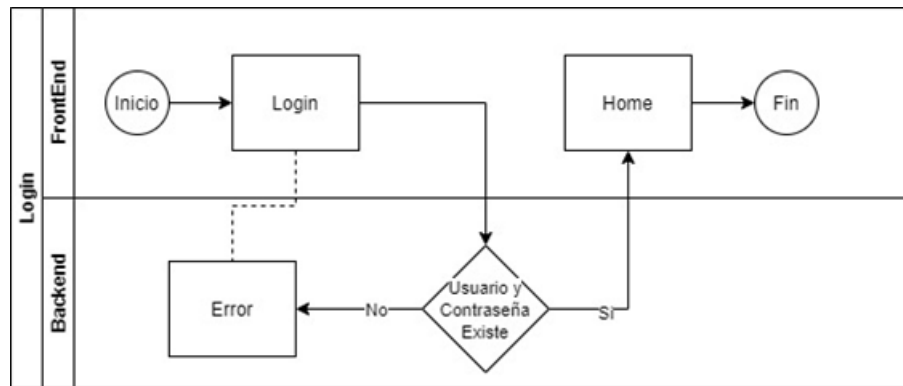 Login
FrontEnd
Inicio
Login
Home
Fin
Backend
Error
No
Usuario y
Contraseña
Existe
Si